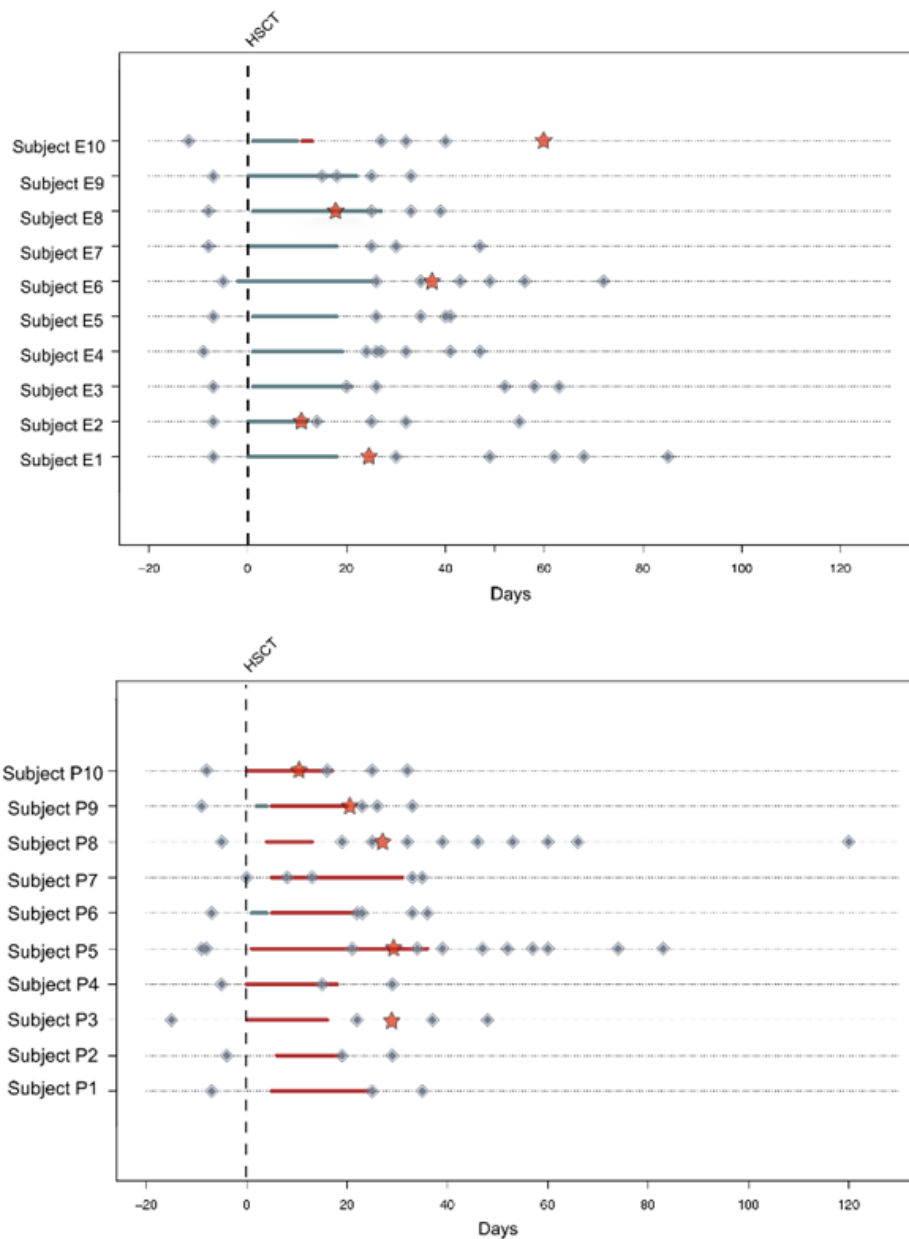 HSCT
Subject E10
Subject E9
Subject E8
Subject E7
Subject E6
Subject E5
Subject E4
Subject E3
Subject E2
Subject E1
–20 0 20 40 60 80 100 120
Days
HSCT
Subject P10
Subject P9
Subject P8
Subject P7
Subject P6
Subject P5
Subject P4
Subject P3
Subject P2
Subject P1
–20 0 20 40 60 80 100 120
Days